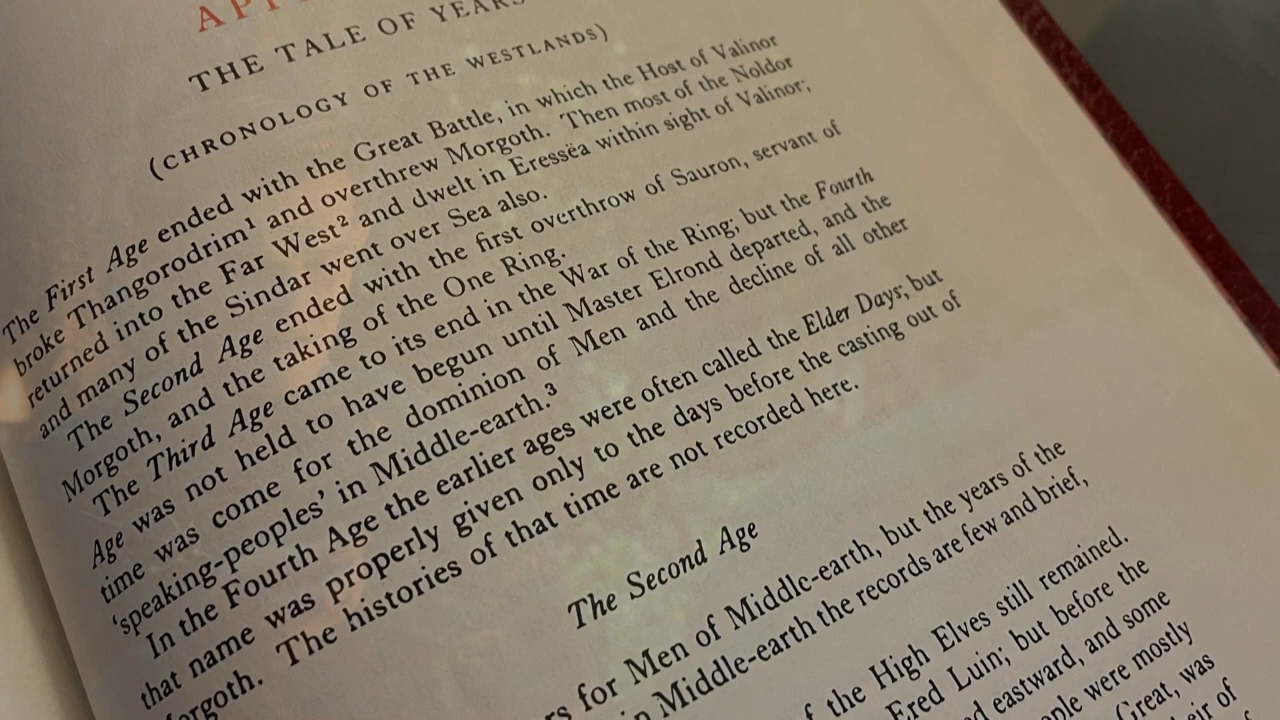 THE TALE OF YEARS
(CHRONOLOGY OF THE WESTLANDS)
The First Age ended with the Great Battle, in which the Host of Valinor
broke Thangorodrim¹ and overthrew Morgoth. Then most of the Noldor
returned into the Far West² and dwelt in Eressëa within sight of Valinor;
and many of the Sindar went over Sea also.
The Second Age ended with the first overthrow of Sauron, servant of
Morgoth, and the taking of the One Ring.
The Third Age came to its end in the War of the Ring; but the Fourth
Age was not held to have begun until Master Elrond departed, and the
time was come for the dominion of Men and the decline of all other
‘speaking-peoples’ in Middle-earth.³
In the Fourth Age the earlier ages were often called the Elder Days; but
that name was properly given only to the days before the casting out of
Morgoth. The histories of that time are not recorded here.
The Second Age
for Men of Middle-earth, but the years of the
in Middle-earth the records are few and brief,
the High Elves still remained.
Ered Luin; but before the
eastward, and some
were mostly
Great, was
of